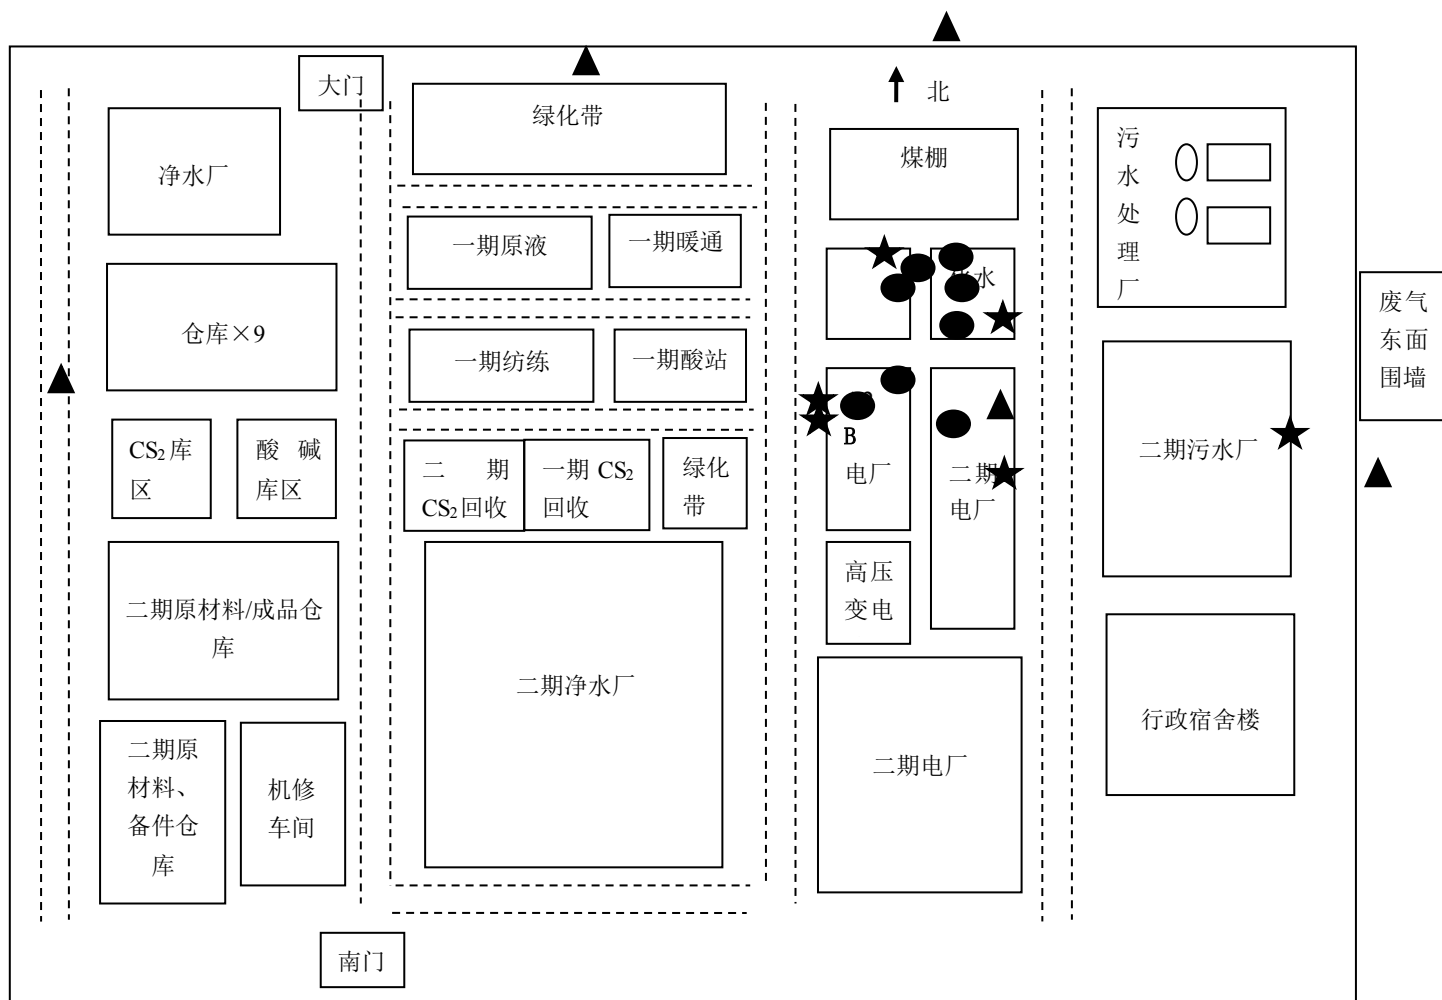 大门
北
绿化带
净水厂
煤棚
污
水
处
理
厂
一期原液
一期暖通
水
仓库×9
废气
东面
围墙
一期纺练
一期酸站
B
CS₂库
区
酸 碱
库区
二 期
CS₂回收
一期 CS₂
回收
绿化
带
电厂
二期
电厂
二期污水厂
高压
变电
二期原材料/成品仓
库
二期净水厂
行政宿舍楼
二期原
材料、
备件仓
库
机修
车间
二期电厂
南门